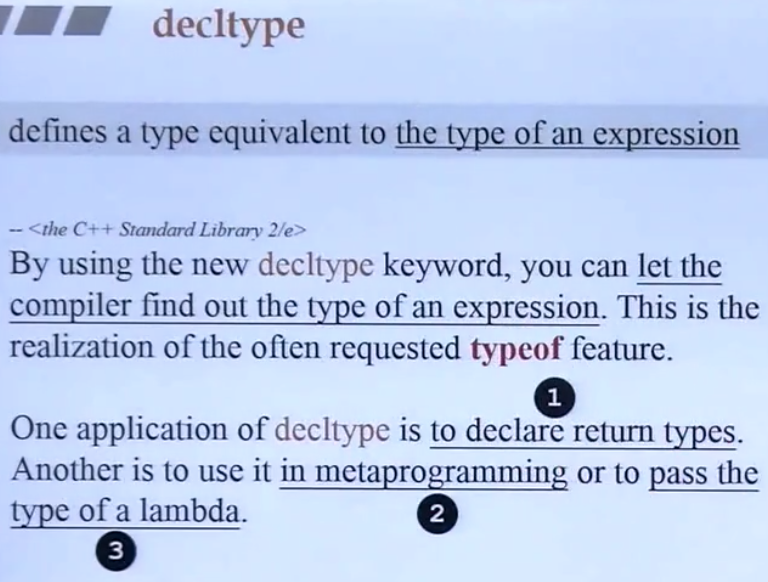 decltype
defines a type equivalent to the type of an expression
-- <the C++ Standard Library 2/e>
By using the new decltype keyword, you can let the
compiler find out the type of an expression. This is the
realization of the often requested typeof feature.
1
One application of decltype is to declare return types.
Another is to use it in metaprogramming or to pass the
type of a lambda.
2
3